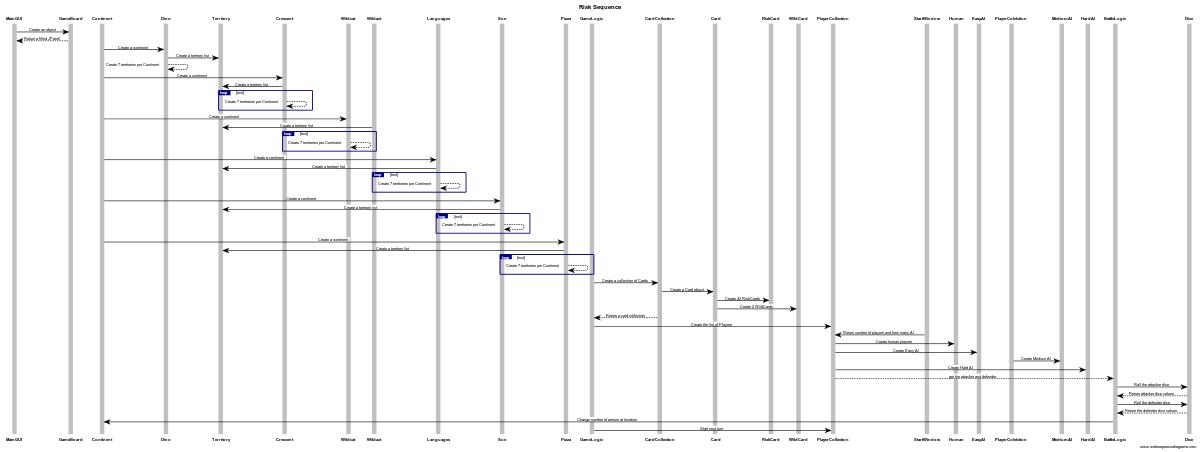 Risk Sequence
MainGUI GameBoard Continent Dino Territory Crescent Wildcat Wildcat Languages Sun Pizza GameLogic CardCollection Card RiskCard WildCard PlayerCollection StartWindow Human EasyAI PlayerCollection MediumAI HardAI BattleLogic Dice
Create an object
Return a filled JPanel
Create a continent
Create a territory list
Create 7 territories per Continent
Create a continent
Create a territory list
loop [text]
Create 7 territories per Continent
Create a continent
Create a territory list
loop [text]
Create 7 territories per Continent
Create a continent
Create a territory list
loop [text]
Create 7 territories per Continent
Create a continent
Create a territory list
loop [text]
Create 7 territories per Continent
Create a continent
Create a territory list
loop [text]
Create 7 territories per Continent
Create a collection of Cards
Create a Card object
Create 42 RiskCards
Create 2 WildCards
Return a card collection
Create the list of Players
Return number of players and how many AI
Create human players
Create Easy AI
Create Medium AI
Create Hard AI
get the attacker and defender
Roll the attacker dice
Return attacker dice values
Roll the defender dice
Return the defender dice values
Change number of armies at location
Start next turn
MainGUI GameBoard Continent Dino Territory Crescent Wildcat Wildcat Languages Sun Pizza GameLogic CardCollection Card RiskCard WildCard PlayerCollection StartWindow Human EasyAI PlayerCollection MediumAI HardAI BattleLogic Dice
www.websequencediagrams.com